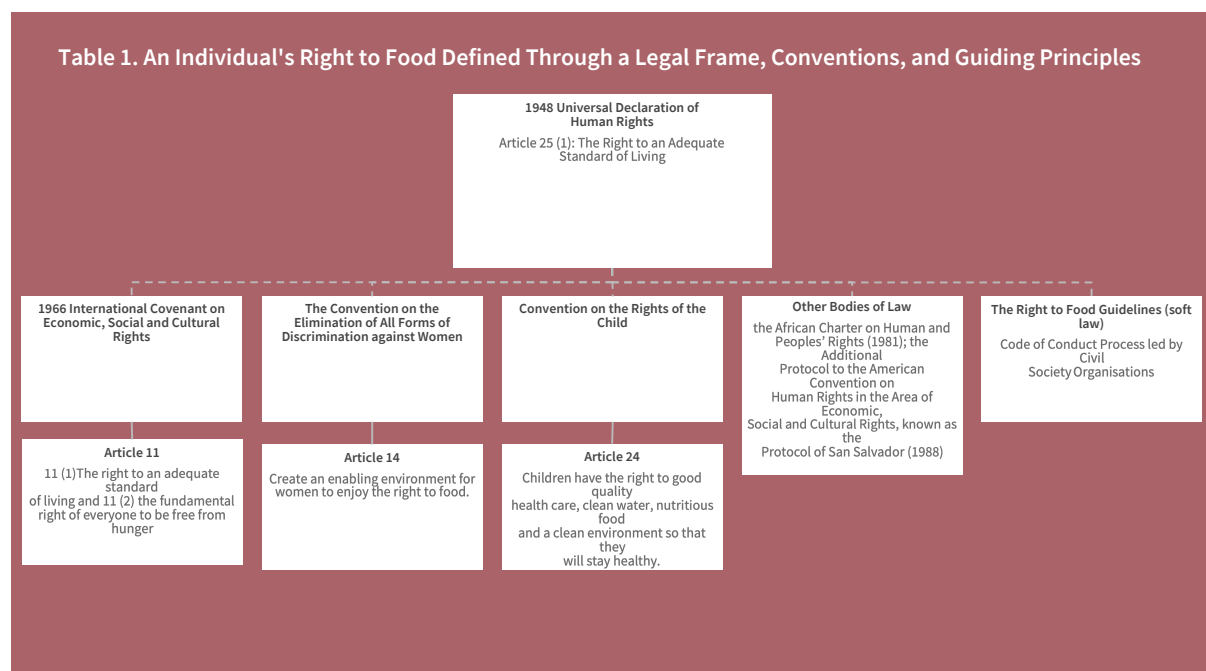 Table 1. An Individual's Right to Food Defined Through a Legal Frame, Conventions, and Guiding Principles
1948 Universal Declaration of
Human Rights
Article 25 (1): The Right to an Adequate
Standard of Living
1966 International Covenant on
Economic, Social and Cultural
Rights
The Convention on the
Elimination of All Forms of
Discrimination against Women
Convention on the Rights of the
Child
Other Bodies of Law
the African Charter on Human and
Peoples’ Rights (1981); the
Additional
Protocol to the American
Convention on
Human Rights in the Area of
Economic,
Social and Cultural Rights, known as
the
Protocol of San Salvador (1988)
The Right to Food Guidelines (soft
law)
Code of Conduct Process led by
Civil
Society Organisations
Article 11
11 (1)The right to an adequate
standard
of living and 11 (2) the fundamental
right of everyone to be free from
hunger
Article 14
Create an enabling environment for
women to enjoy the right to food.
Article 24
Children have the right to good
quality
health care, clean water, nutritious
food
and a clean environment so that
they
will stay healthy.